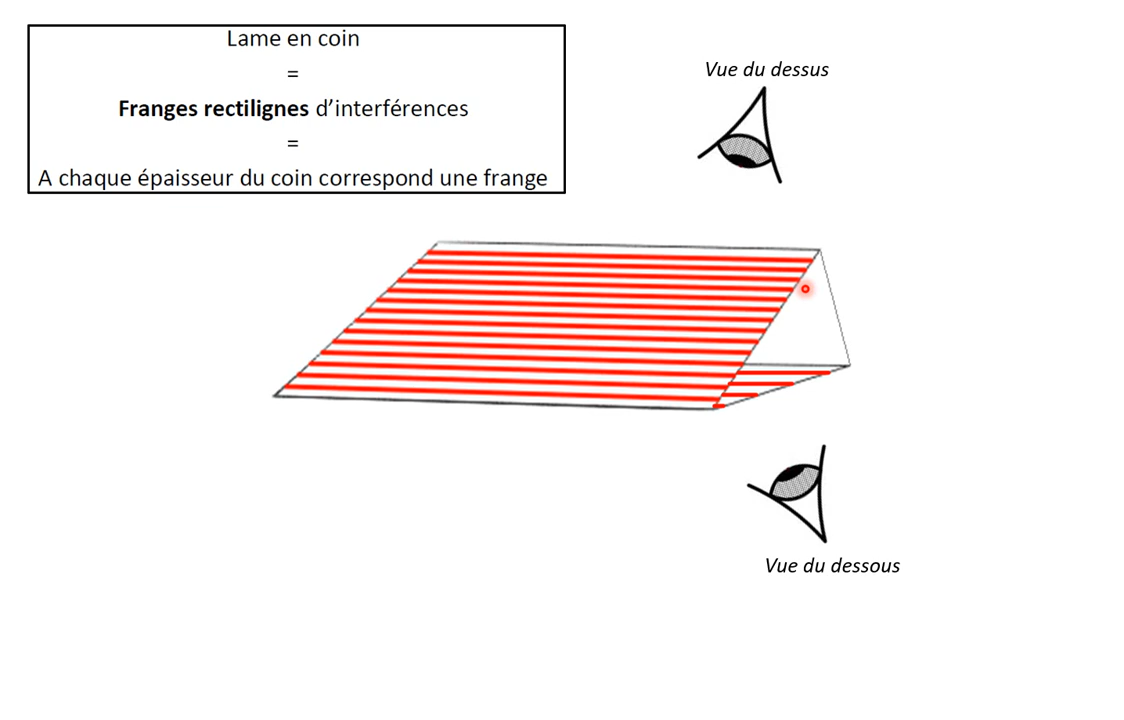 Lame en coin
=
Franges rectilignes d’interférences
=
A chaque épaisseur du coin correspond une frange
Vue du dessus
Vue du dessous